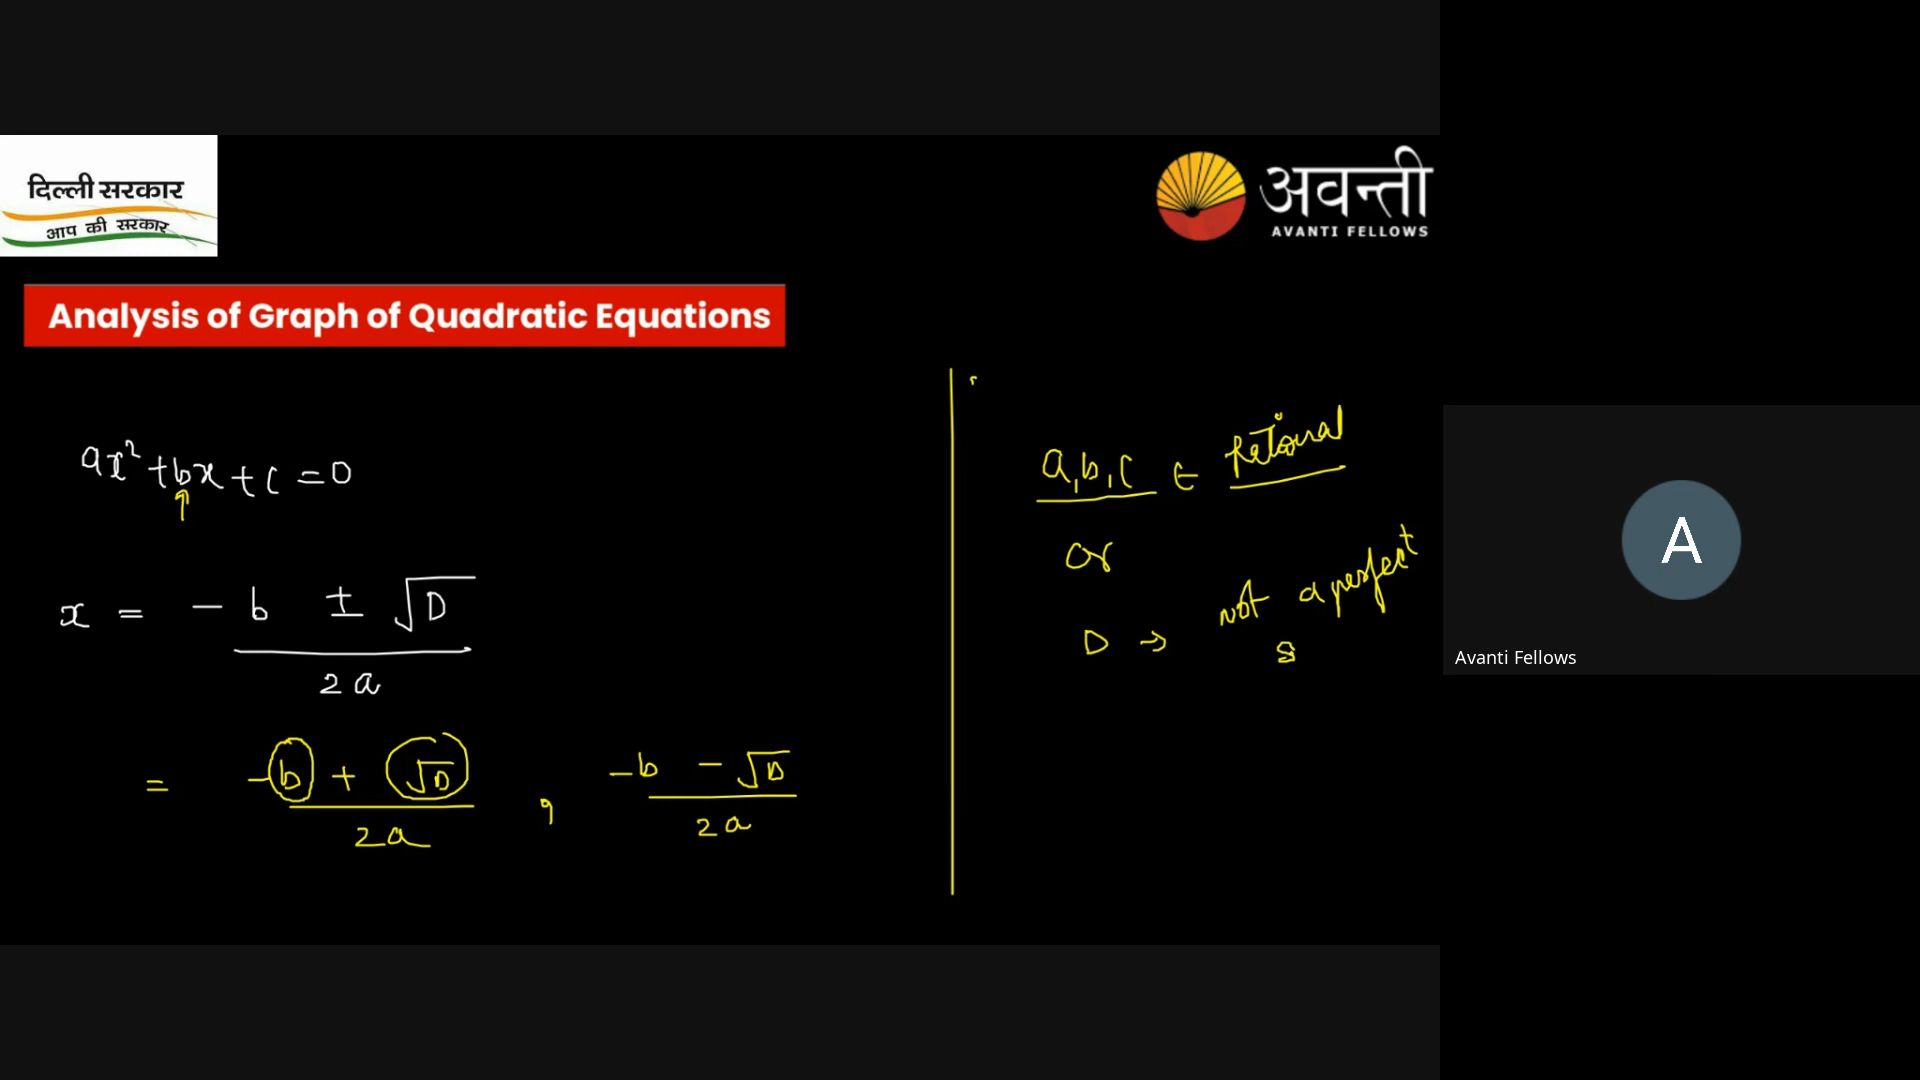 दिल्ली सरकार
आप की सरकार
अवन्ती
AVANTI FELLOWS
Analysis of Graph of Quadratic Equations
ax² + bx + c = 0
x = -b ± √D / 2a
= -b + √D / 2a , -b - √D / 2a
a, b, c ∈ Rational
or
D → not a perfect
s
A
Avanti Fellows